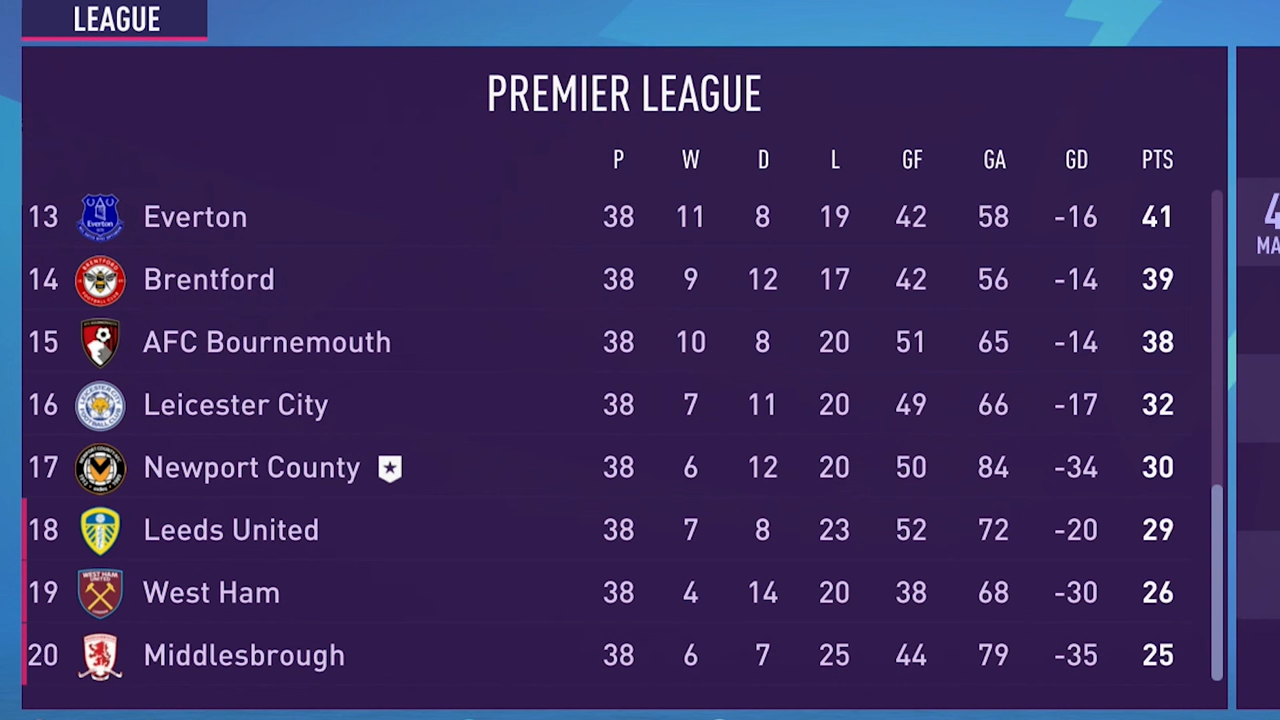 LEAGUE
PREMIER LEAGUE
P W D L GF GA GD PTS
13 Everton 38 11 8 19 42 58 -16 41
14 Brentford 38 9 12 17 42 56 -14 39
15 AFC Bournemouth 38 10 8 20 51 65 -14 38
16 Leicester City 38 7 11 20 49 66 -17 32
17 Newport County 38 6 12 20 50 84 -34 30
18 Leeds United 38 7 8 23 52 72 -20 29
19 West Ham 38 4 14 20 38 68 -30 26
20 Middlesbrough 38 6 7 25 44 79 -35 25